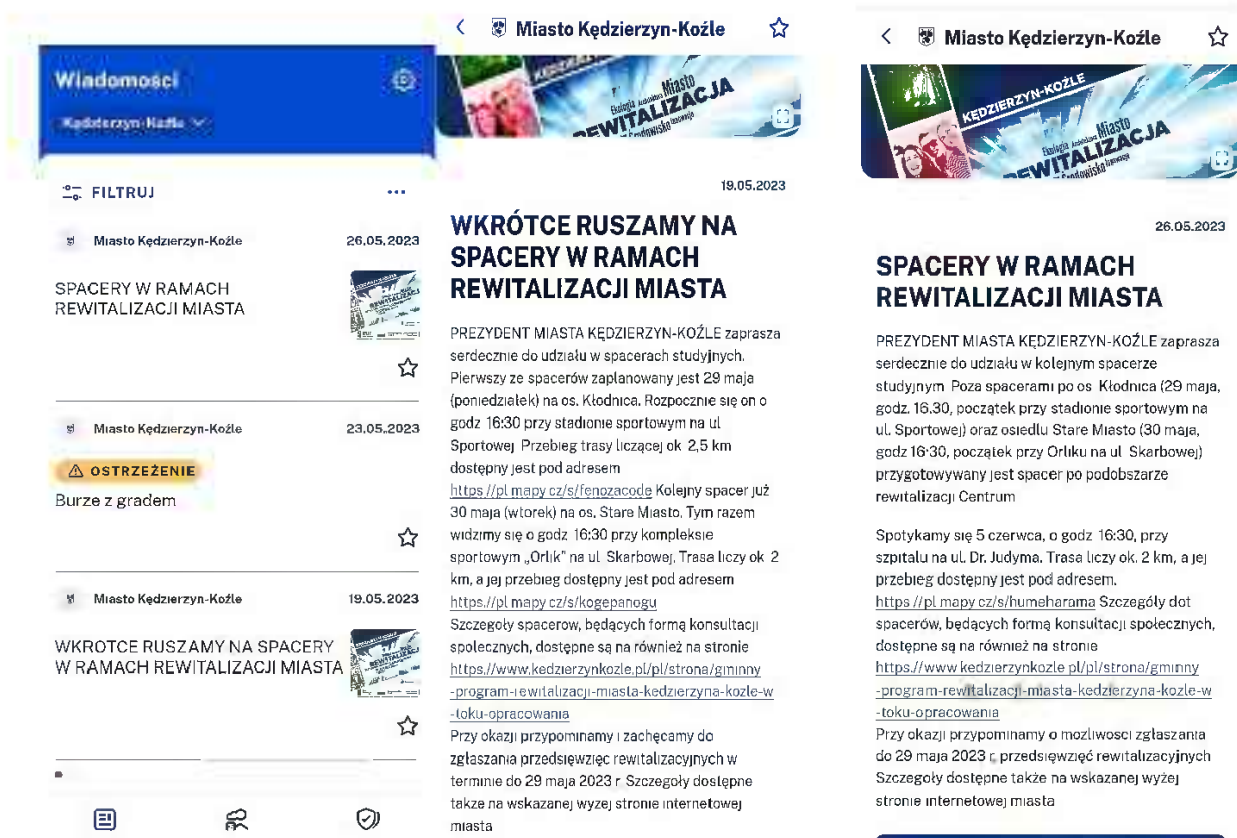 Wiadomości
Kędzierzyn-Koźle
FILTRUJ
Miasto Kędzierzyn-Koźle 26.05.2023
SPACERY W RAMACH
REWITALIZACJI MIASTA
Miasto Kędzierzyn-Koźle 23.05.2023
OSTRZEŻENIE
Burze z gradem
Miasto Kędzierzyn-Koźle 19.05.2023
WKROTCE RUSZAMY NA SPACERY
W RAMACH REWITALIZACJI MIASTA
Miasto Kędzierzyn-Koźle
KĘDZIERZYN-KOŹLE
Ekologia Miasto
REWITALIZACJA
19.05.2023
WKRÓTCE RUSZAMY NA
SPACERY W RAMACH
REWITALIZACJI MIASTA
PREZYDENT MIASTA KĘDZIERZYN-KOŹLE zaprasza
serdecznie do udziału w spacerach studyjnych.
Pierwszy ze spacerów zaplanowany jest 29 maja
(poniedziałek) na os. Kłodnica. Rozpocznie się on o
godz 16:30 przy stadionie sportowym na ul
Sportowej Przebieg trasy liczącej ok 2,5 km
dostępny jest pod adresem
https //pl mapy cz/s/fenozacode Kolejny spacer już
30 maja (wtorek) na os. Stare Miasto. Tym razem
widzimy się o godz 16:30 przy kompleksie
sportowym „Orlik" na ul Skarbowej. Trasa liczy ok 2
km, a jej przebieg dostępny jest pod adresem
https.//pl mapy cz/s/kogepanogu
Szczegoły spacerow, będących formą konsultacji
społecznych, dostępne są na również na stronie
https://www.kedzierzynkozle.pl/pl/strona/gminny
-program-rewitalizacji-miasta-kedzierzyna-kozle-w
-toku-opracowania
Przy okazji przypominamy i zachęcamy do
zgłaszania przedsięwzięc rewitalizacyjnych w
terminie do 29 maja 2023 r Szczegoły dostępne
takze na wskazanej wyzej stronie internetowej
miasta
Miasto Kędzierzyn-Koźle
KĘDZIERZYN-KOŹLE
Ekologia Miasto
REWITALIZACJA
Środowisko
26.05.2023
SPACERY W RAMACH
REWITALIZACJI MIASTA
PREZYDENT MIASTA KĘDZIERZYN-KOŹLE zaprasza
serdecznie do udziału w kolejnym spacerze
studyjnym Poza spacerami po os Kłodnica (29 maja,
godz. 16.30, początek przy stadionie sportowym na
ul. Sportowej) oraz osiedlu Stare Miasto (30 maja,
godz 16:30, początek przy Orliku na ul Skarbowej)
przygotowywany jest spacer po podobszarze
rewitalizacji Centrum
Spotykamy się 5 czerwca, o godz 16:30, przy
szpitalu na ul. Dr. Judyma. Trasa liczy ok. 2 km, a jej
przebieg dostępny jest pod adresem.
https //pl mapy cz/s/humeharama Szczegóły dot
spacerów, będących formą konsultacji społecznych,
dostępne są na również na stronie
https.//www kedzierzynkozle pl/pl/strona/gminny
-program-rewitalizacji-miasta-kedzierzyna-kozle-w
-toku-opracowania
Przy okazji przypominamy o mozliwosci zgłaszania
do 29 maja 2023 r. przedsięwzięć rewitalizacyjnych
Szczegoły dostępne także na wskazanej wyżej
stronie internetowej miasta